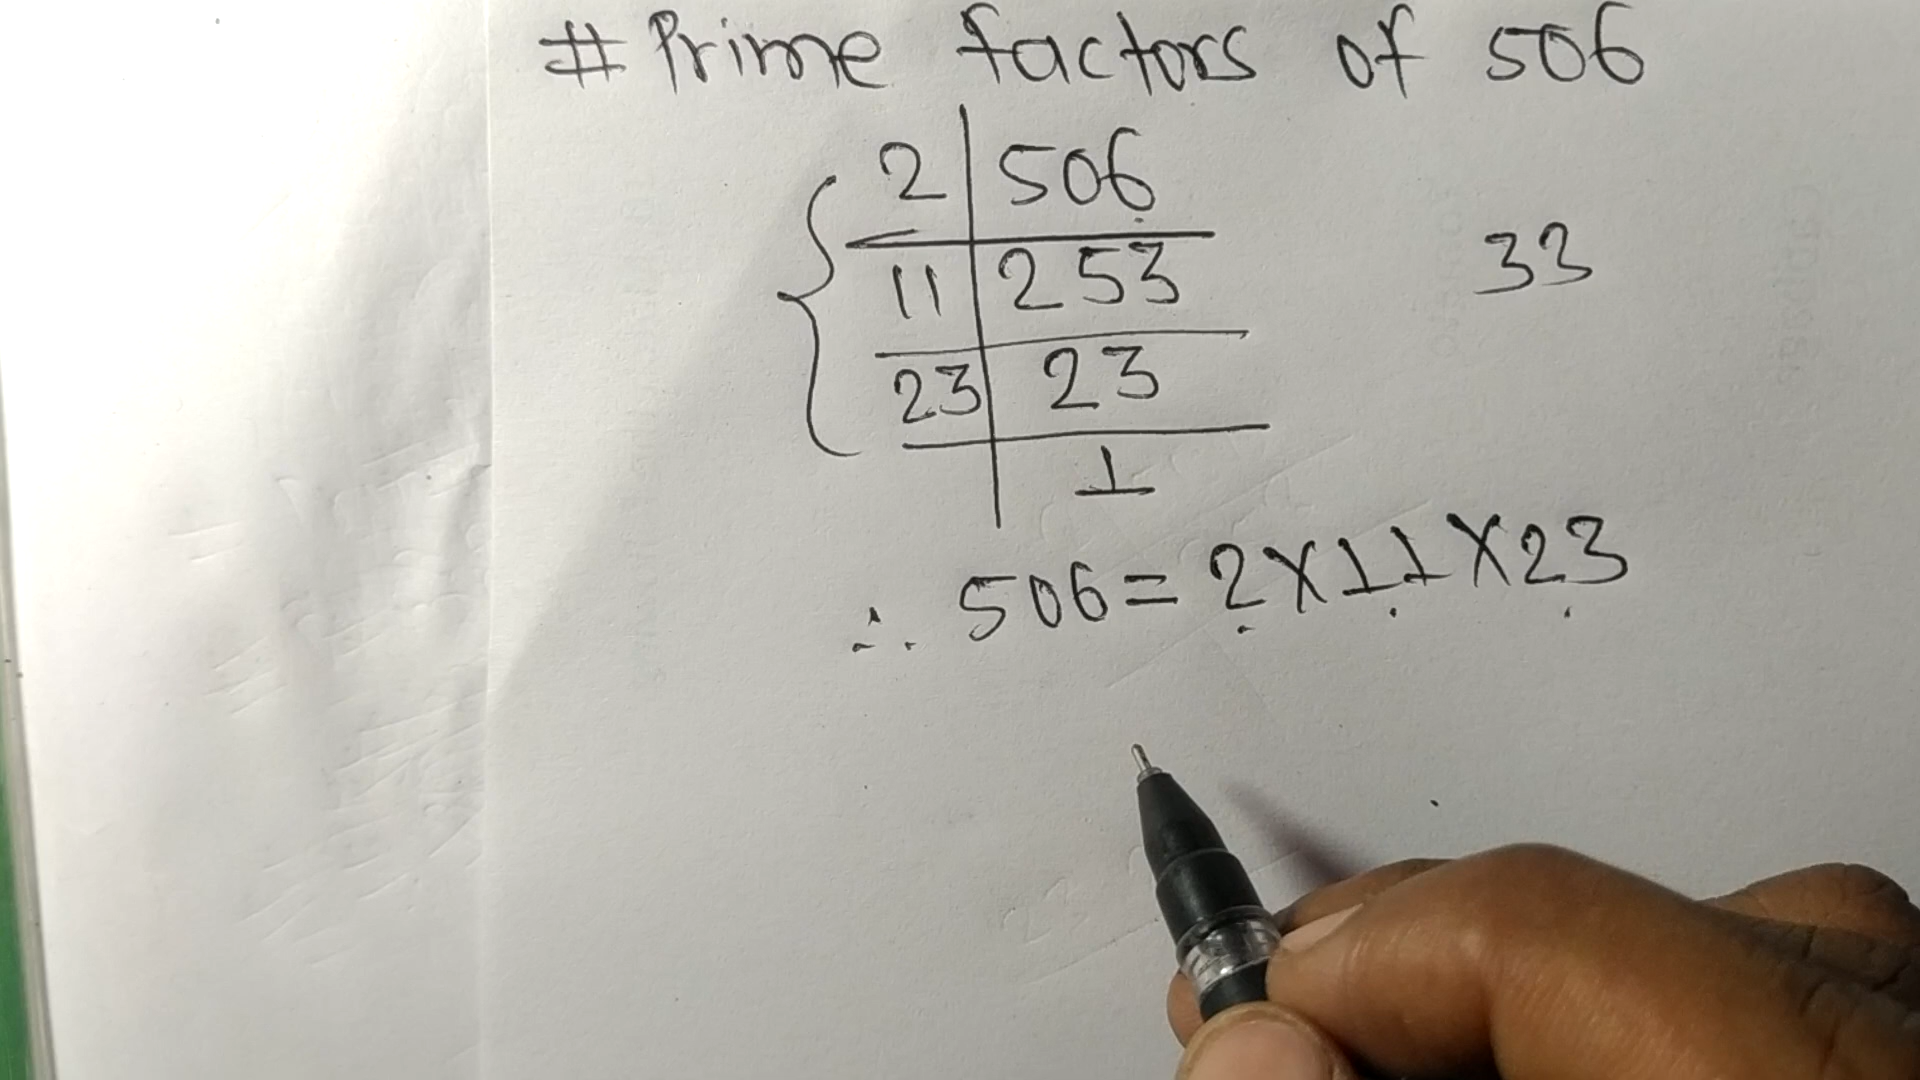 # Prime factors of 506
2 | 506
11 | 253
33
23 | 23
1
∴ 506 = 2 X 11 X 23